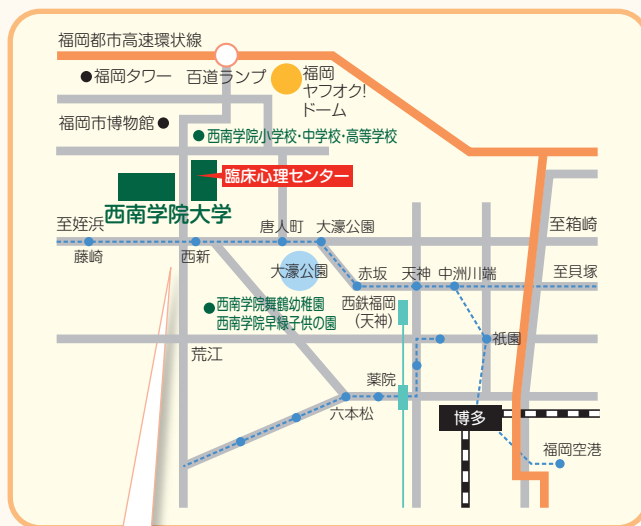 福岡都市高速環状線
福岡タワー
百道ランプ
福岡
ヤフオク!
ドーム
福岡市博物館
西南学院小学校・中学校・高等学校
臨床心理センター
西南学院大学
至姪浜
唐人町
大濠公園
至箱崎
藤崎
西新
大濠公園
赤坂
天神
中洲川端
至貝塚
西南学院舞鶴幼稚園
西南学院早緑子供の園
西鉄福岡
(天神)
荒江
祇園
薬院
六本松
博多
福岡空港